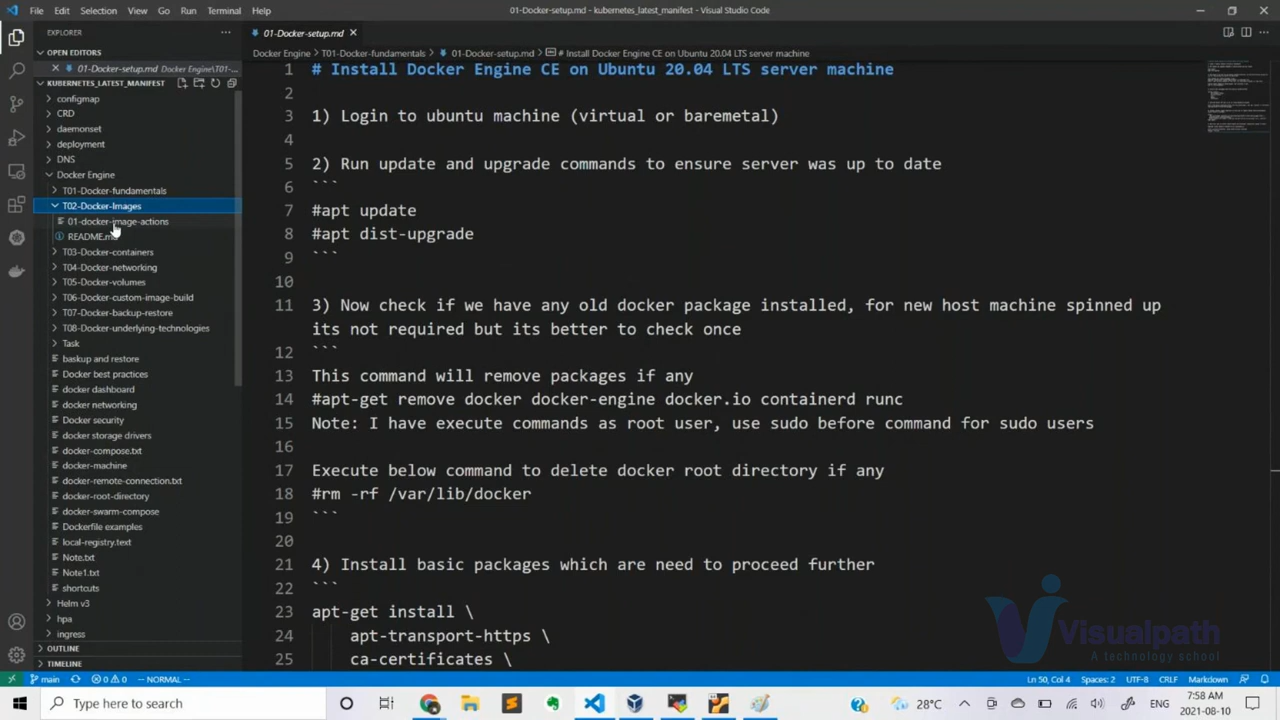 File Edit Selection View Go Run Terminal Help
01-Docker-setup.md - kubernetes_latest_manifest - Visual Studio Code
EXPLORER
OPEN EDITORS
01-Docker-setup.md Docker Engine\T01-...
KUBERNETES_LATEST_MANIFEST
configmap
CRD
daemonset
deployment
DNS
Docker Engine
T01-Docker-fundamentals
T02-Docker-Images
01-docker-image-actions
README.m
T03-Docker-containers
T04-Docker-networking
T05-Docker-volumes
T06-Docker-custom-image-build
T07-Docker-backup-restore
T08-Docker-underlying-technologies
Task
baskup and restore
Docker best practices
docker dashboard
docker networking
Docker security
docker storage drivers
docker-compose.txt
docker-machine
docker-remote-connection.txt
docker-root-directory
docker-swarm-compose
Dockerfile examples
local-registry.text
Note.txt
Note1.txt
shortcuts
Helm v3
hpa
ingress
OUTLINE
TIMELINE
01-Docker-setup.md
Docker Engine > T01-Docker-fundamentals > 01-Docker-setup.md > # Install Docker Engine CE on Ubuntu 20.04 LTS server machine
1 # Install Docker Engine CE on Ubuntu 20.04 LTS server machine
2
3 1) Login to ubuntu machine (virtual or baremetal)
4
5 2) Run update and upgrade commands to ensure server was up to date
6 ```
7 #apt update
8 #apt dist-upgrade
9 ```
10
11 3) Now check if we have any old docker package installed, for new host machine spinned up
its not required but its better to check once
12 ```
13 This command will remove packages if any
14 #apt-get remove docker docker-engine docker.io containerd runc
15 Note: I have execute commands as root user, use sudo before command for sudo users
16
17 Execute below command to delete docker root directory if any
18 #rm -rf /var/lib/docker
19 ```
20
21 4) Install basic packages which are need to proceed further
22 ```
23 apt-get install \
24 apt-transport-https \
25 ca-certificates \
Visualpath
A technology school
main 0 0 -- NORMAL -- Ln 50, Col 4 Spaces: 2 UTF-8 CRLF Markdown
Type here to search
28°C ENG 7:58 AM
2021-08-10